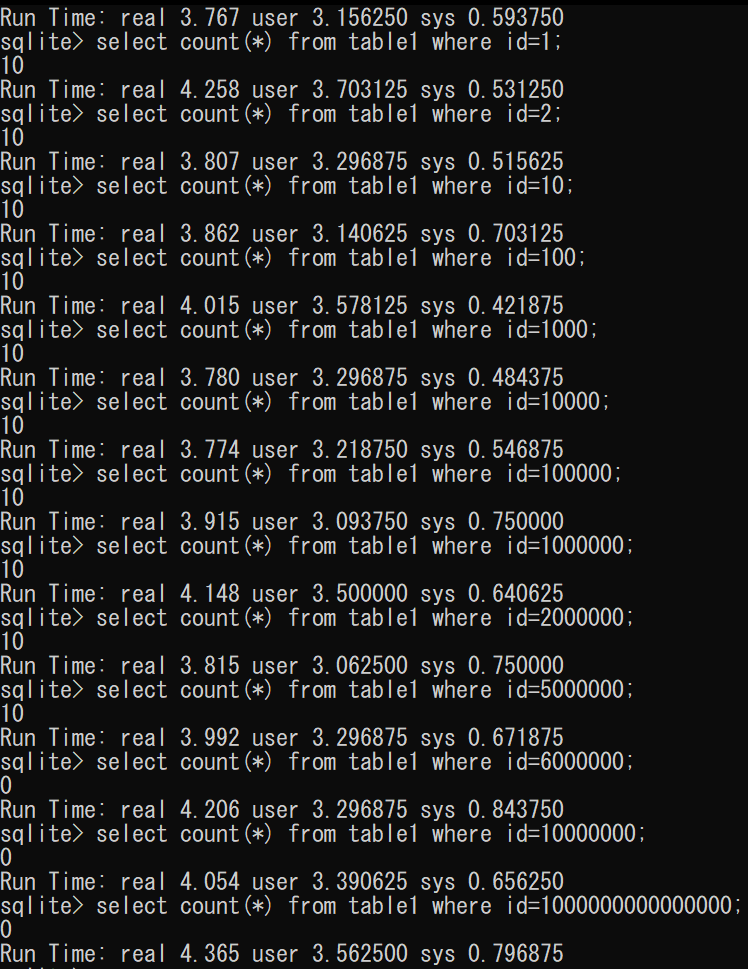 Run Time: real 3.767 user 3.156250 sys 0.593750
sqlite> select count(*) from table1 where id=1;
10
Run Time: real 4.258 user 3.703125 sys 0.531250
sqlite> select count(*) from table1 where id=2;
10
Run Time: real 3.807 user 3.296875 sys 0.515625
sqlite> select count(*) from table1 where id=10;
10
Run Time: real 3.862 user 3.140625 sys 0.703125
sqlite> select count(*) from table1 where id=100;
10
Run Time: real 4.015 user 3.578125 sys 0.421875
sqlite> select count(*) from table1 where id=1000;
10
Run Time: real 3.780 user 3.296875 sys 0.484375
sqlite> select count(*) from table1 where id=10000;
10
Run Time: real 3.774 user 3.218750 sys 0.546875
sqlite> select count(*) from table1 where id=100000;
10
Run Time: real 3.915 user 3.093750 sys 0.750000
sqlite> select count(*) from table1 where id=1000000;
10
Run Time: real 4.148 user 3.500000 sys 0.640625
sqlite> select count(*) from table1 where id=2000000;
10
Run Time: real 3.815 user 3.062500 sys 0.750000
sqlite> select count(*) from table1 where id=5000000;
10
Run Time: real 3.992 user 3.296875 sys 0.671875
sqlite> select count(*) from table1 where id=6000000;
0
Run Time: real 4.206 user 3.296875 sys 0.843750
sqlite> select count(*) from table1 where id=10000000;
0
Run Time: real 4.054 user 3.390625 sys 0.656250
sqlite> select count(*) from table1 where id=1000000000000000;
0
Run Time: real 4.365 user 3.562500 sys 0.796875